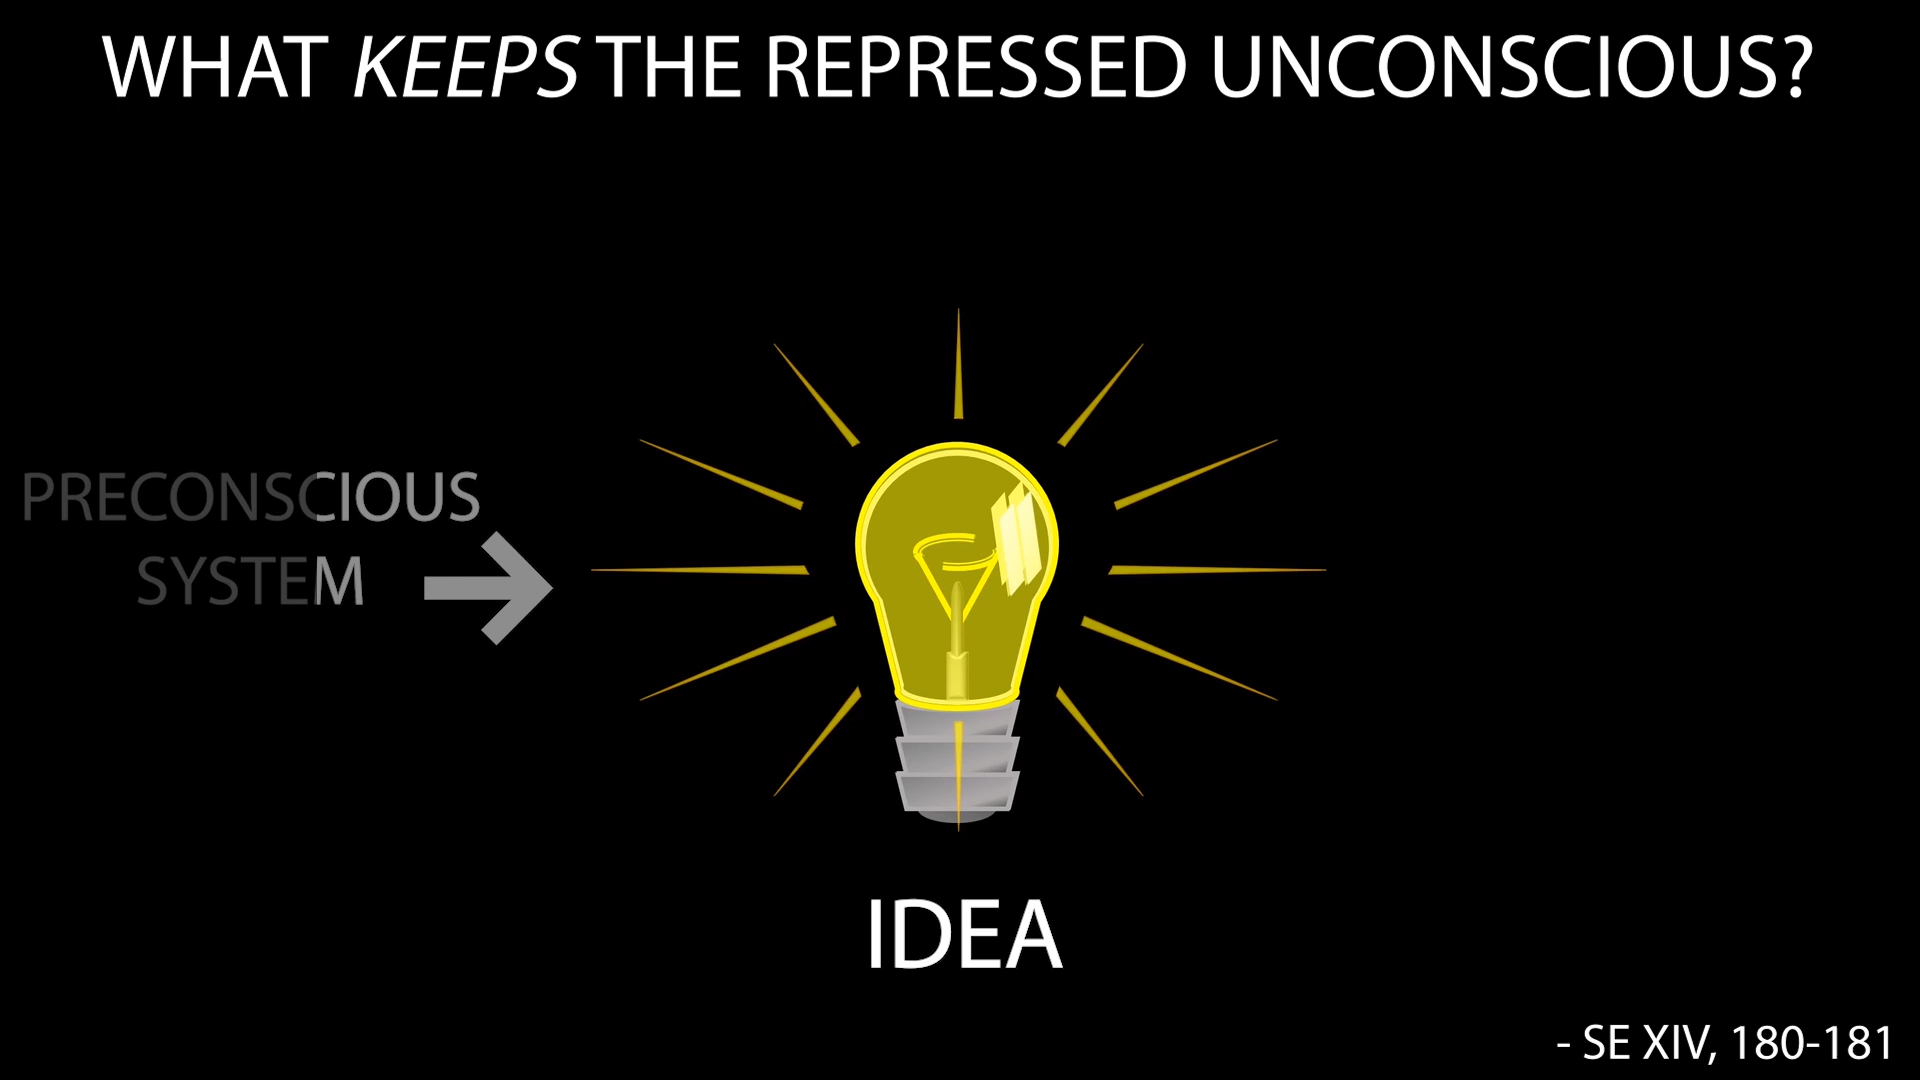 WHAT KEEPS THE REPRESSED UNCONSCIOUS?
PRECONSCIOUS
SYSTEM
IDEA
- SE XIV, 180-181